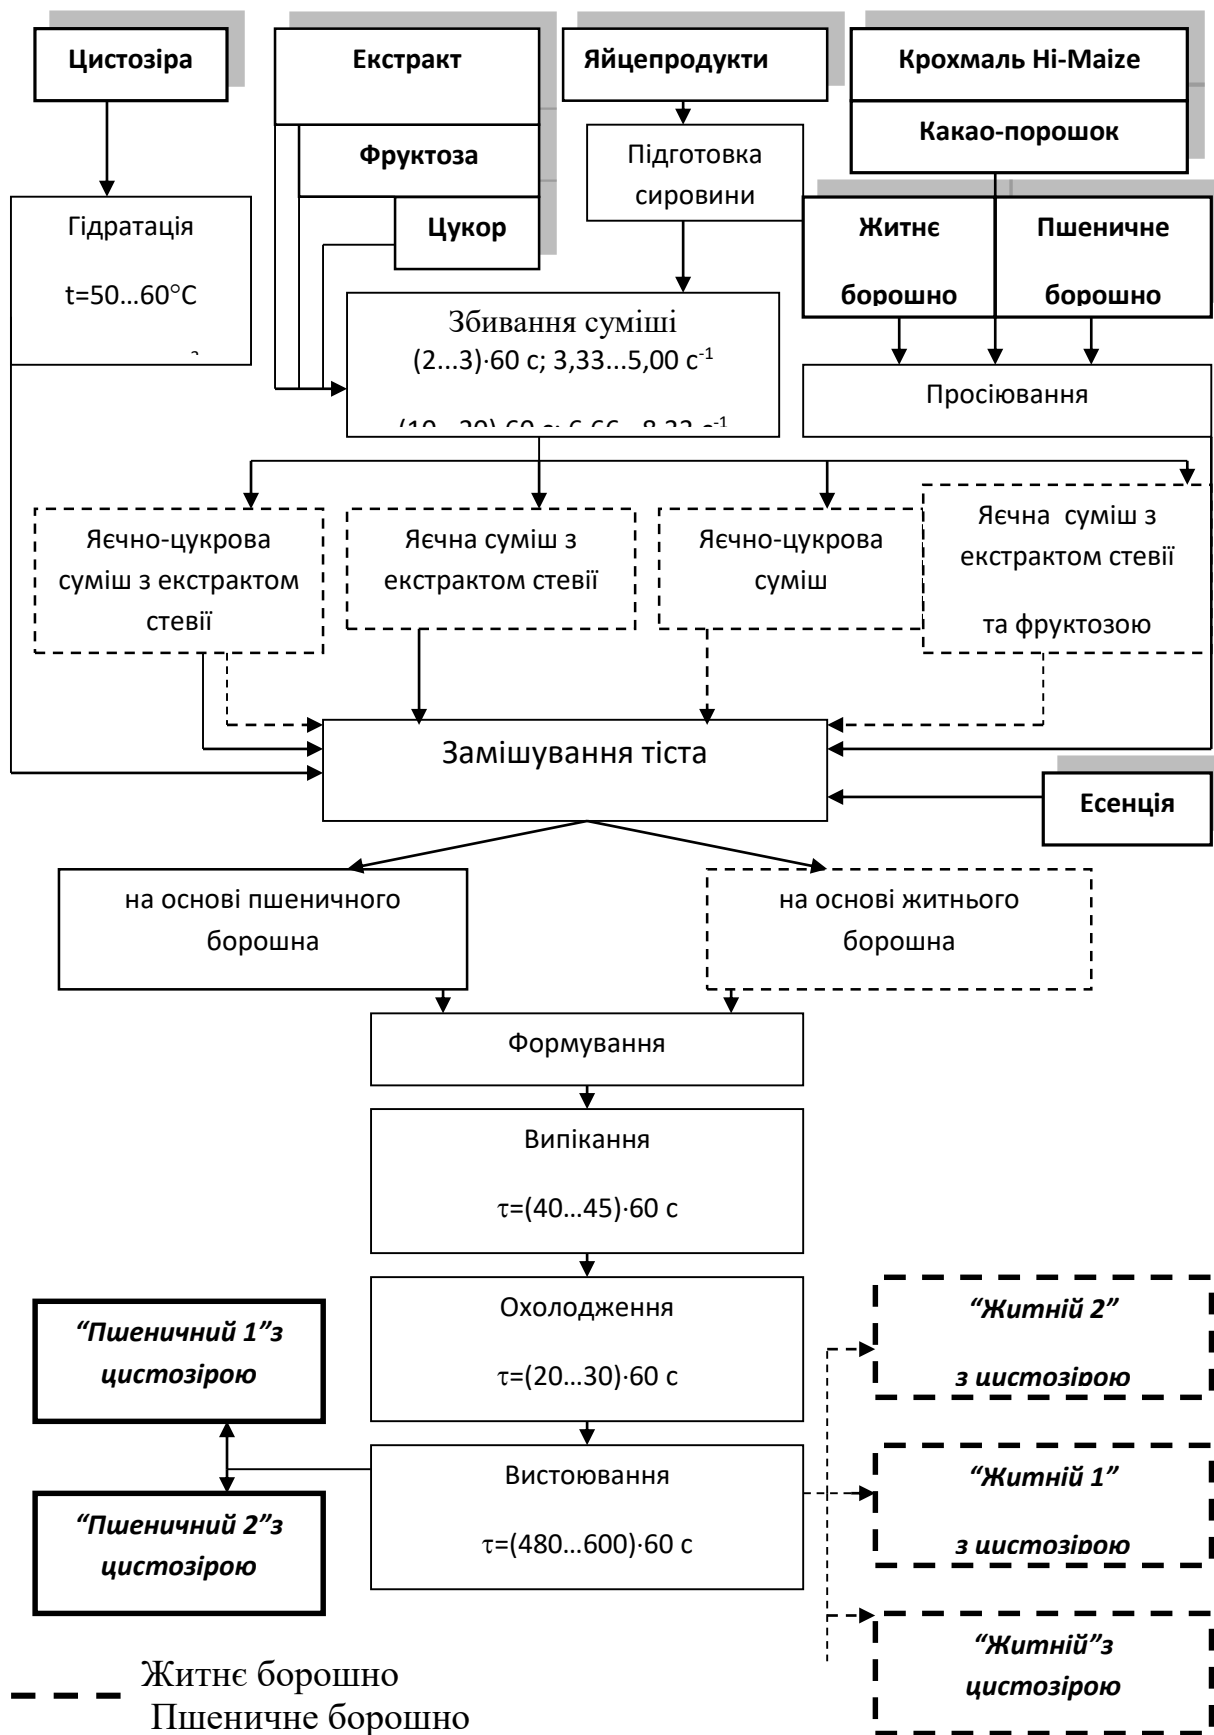 Цистозіра
Екстракт
Яйцепродукти
Крохмаль Hi-Maize
Какао-порошок
Фруктоза
Цукор
Підготовка
сировини
Гідратація
t=50...60°C
Житнє
борошно
Пшеничне
борошно
Збивання суміші
(2...3)·60 с; 3,33...5,00 с⁻¹
Просіювання
Яєчно-цукрова
суміш з екстрактом
стевії
Яєчна суміш з
екстрактом стевії
Яєчно-цукрова
суміш
Яєчна суміш з
екстрактом стевії
та фруктозою
Замішування тіста
Есенція
на основі пшеничного
борошна
на основі житнього
борошна
Формування
Випікання
τ=(40...45)·60 с
Охолодження
τ=(20...30)·60 с
Вистоювання
τ=(480...600)·60 с
“Пшеничний 1”з
цистозірою
“Пшеничний 2”з
цистозірою
“Житній 2”
з цистозірою
“Житній 1”
з цистозірою
“Житній”з
цистозірою
Житнє борошно
Пшеничне борошно